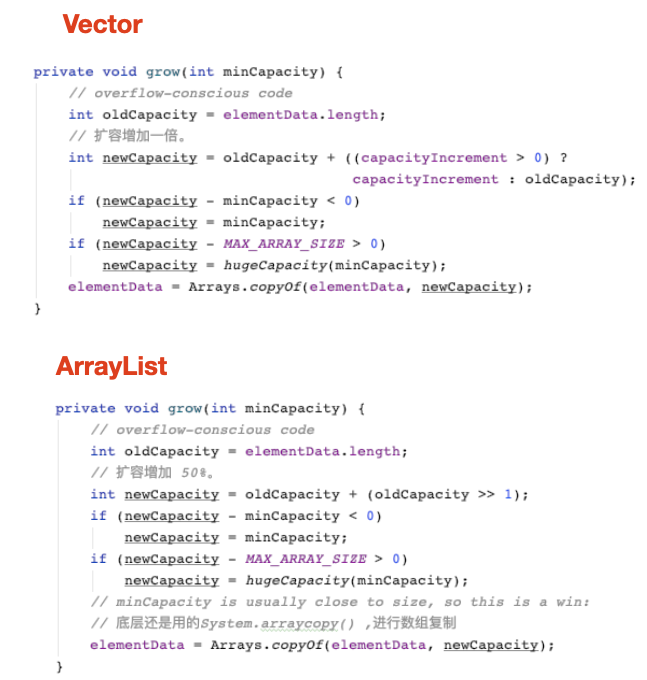 Vector
private void grow(int minCapacity) {
// overflow-conscious code
int oldCapacity = elementData.length;
// 扩容增加一倍。
int newCapacity = oldCapacity + ((capacityIncrement > 0) ?
capacityIncrement : oldCapacity);
if (newCapacity - minCapacity < 0)
newCapacity = minCapacity;
if (newCapacity - MAX_ARRAY_SIZE > 0)
newCapacity = hugeCapacity(minCapacity);
elementData = Arrays.copyOf(elementData, newCapacity);
}
ArrayList
private void grow(int minCapacity) {
// overflow-conscious code
int oldCapacity = elementData.length;
// 扩容增加 50%。
int newCapacity = oldCapacity + (oldCapacity >> 1);
if (newCapacity - minCapacity < 0)
newCapacity = minCapacity;
if (newCapacity - MAX_ARRAY_SIZE > 0)
newCapacity = hugeCapacity(minCapacity);
// minCapacity is usually close to size, so this is a win:
// 底层还是用的System.arraycopy() ,进行数组复制
elementData = Arrays.copyOf(elementData, newCapacity);
}